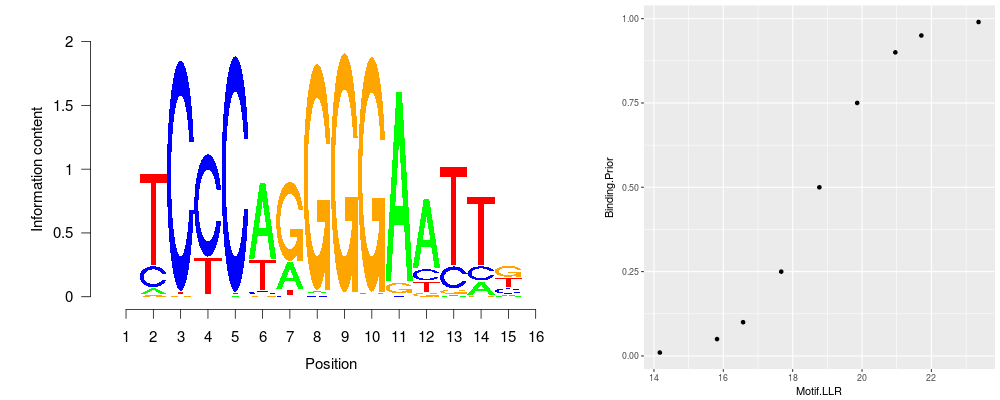 2
1.5
1
0.5
0
Information content
T C C C A G G G G A A T T G
C T T A G C C C T
A A T A
1 2 3 4 5 6 7 8 9 10 11 12 13 14 15 16
Position
1.00
0.75
0.50
0.25
0.00
Binding.Prior
14 16 18 20 22
Motif.LLR